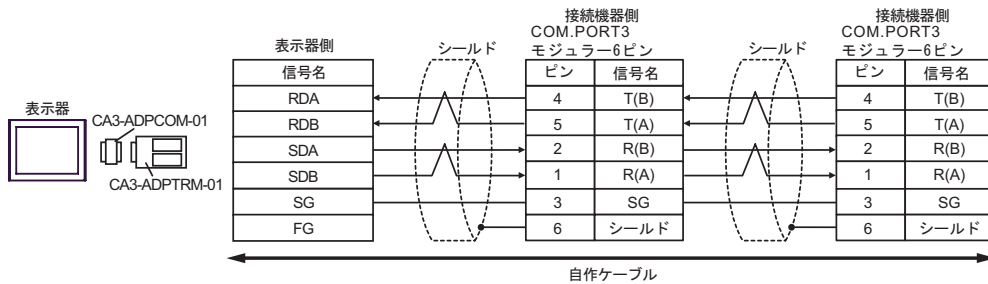 表示器
CA3-ADPCOM-01
CA3-ADPTRM-01
表示器側
信号名
RDA
RDB
SDA
SDB
SG
FG
シールド
接続機器側
COM.PORT3
モジュラー6ピン
ピン 信号名
4 T(B)
5 T(A)
2 R(B)
1 R(A)
3 SG
6 シールド
シールド
接続機器側
COM.PORT3
モジュラー6ピン
ピン 信号名
4 T(B)
5 T(A)
2 R(B)
1 R(A)
3 SG
6 シールド
自作ケーブル